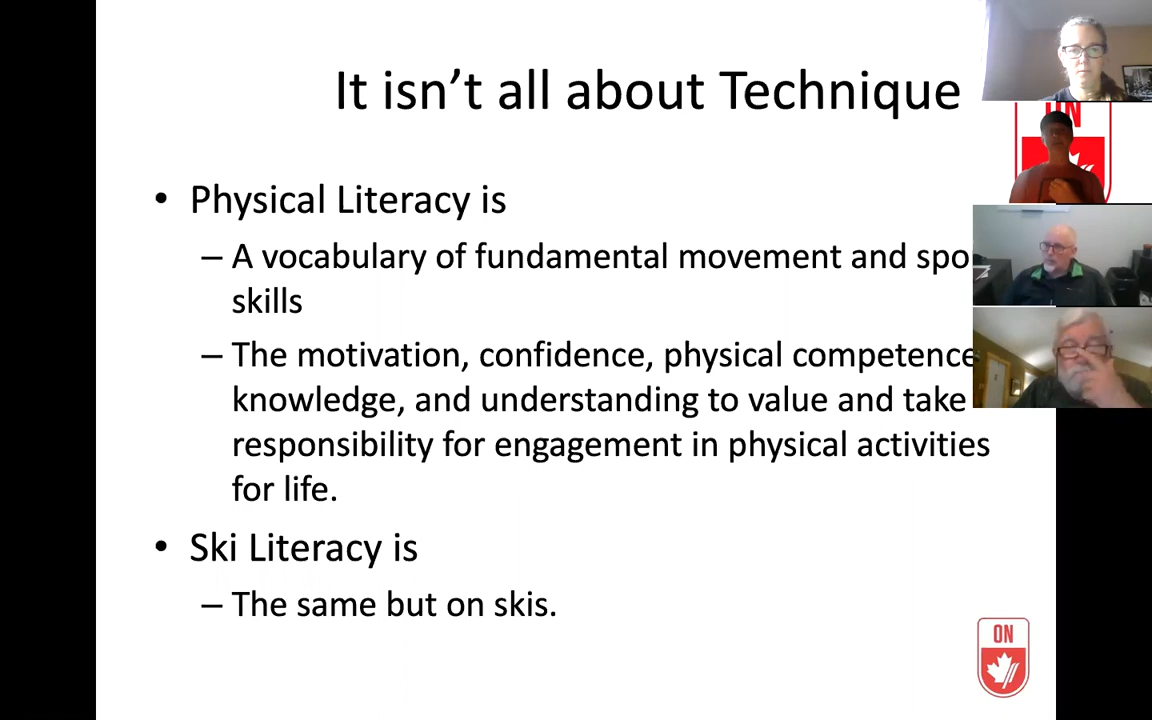 It isn’t all about Technique
ON
• Physical Literacy is
– A vocabulary of fundamental movement and
skills
– The motivation, confidence, physical competence
knowledge, and understanding to value and take
responsibility for engagement in physical activities
for life.
• Ski Literacy is
– The same but on skis.
ON